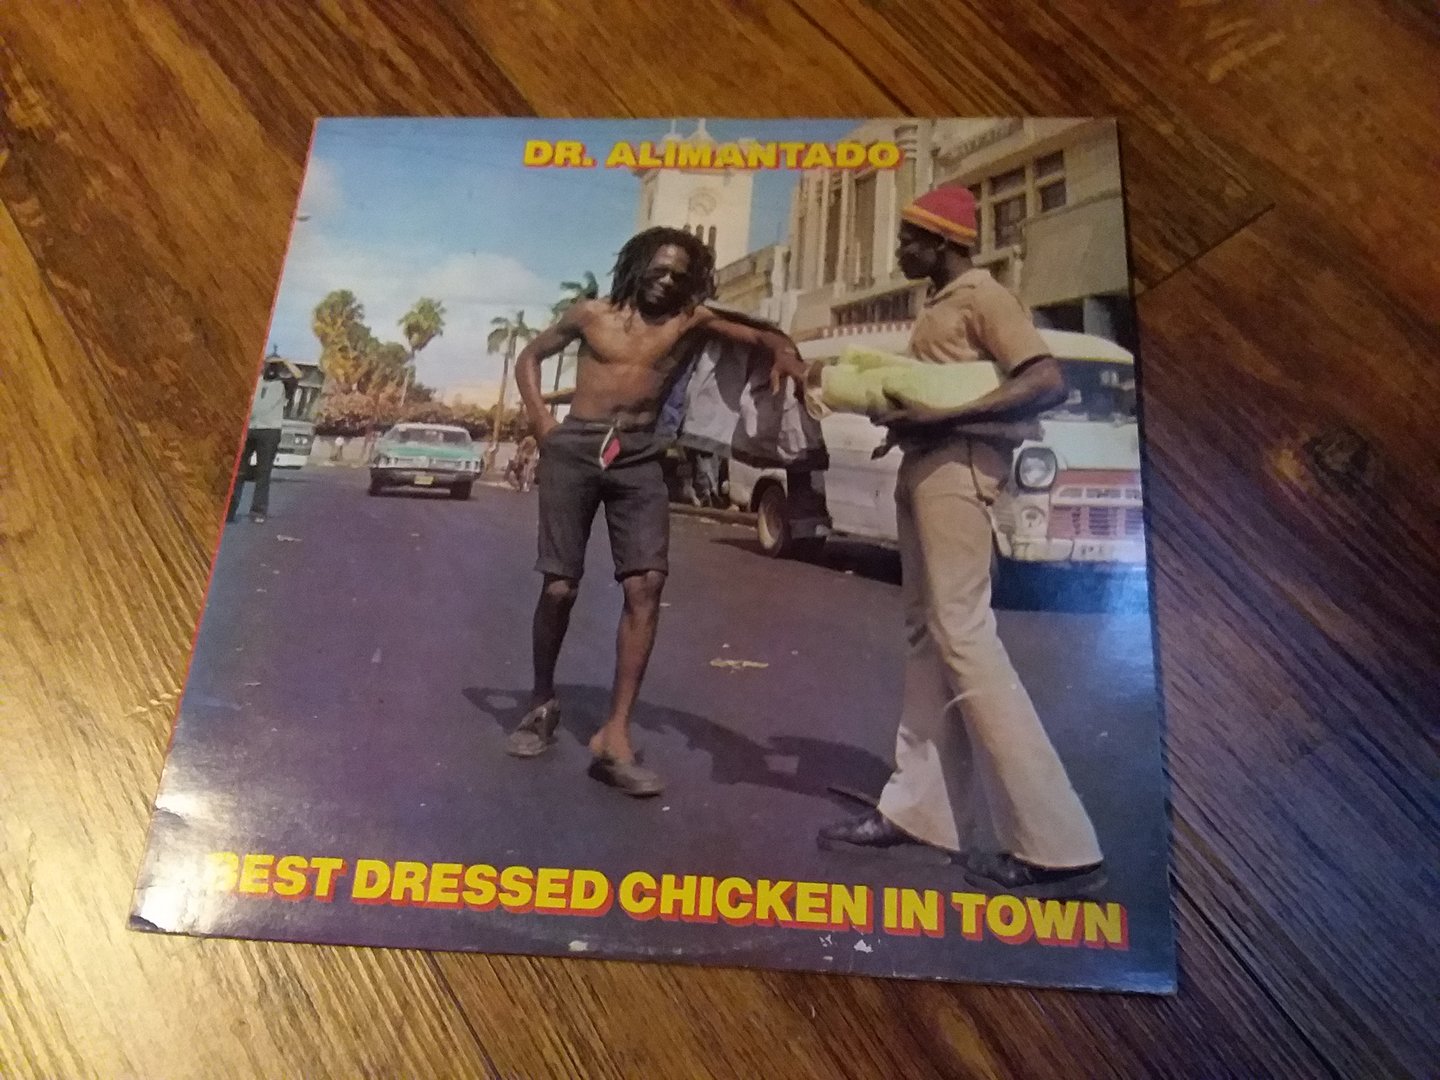 DR. ALIMANTADO
BEST DRESSED CHICKEN IN TOWN